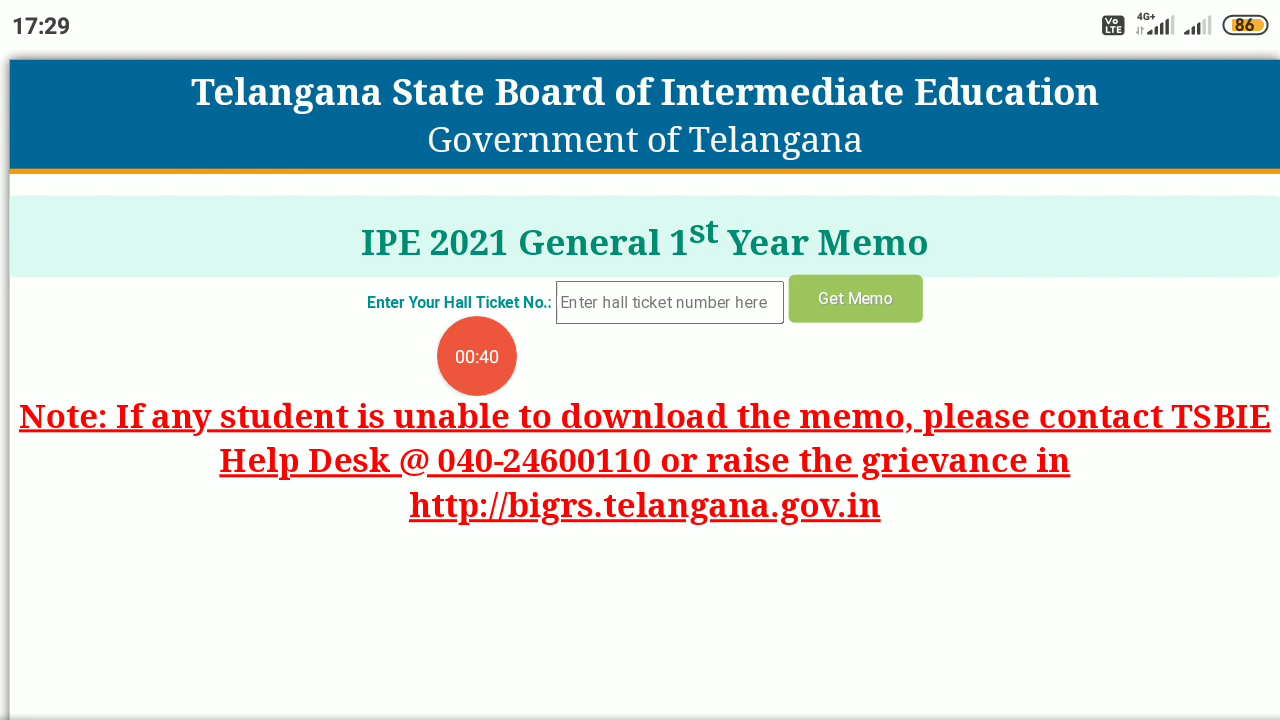 17:29
Vo LTE 4G+ 86
Telangana State Board of Intermediate Education
Government of Telangana
IPE 2021 General 1st Year Memo
Enter Your Hall Ticket No.: Enter hall ticket number here Get Memo
00:40
Note: If any student is unable to download the memo, please contact TSBIE
Help Desk @ 040-24600110 or raise the grievance in
http://bigrs.telangana.gov.in